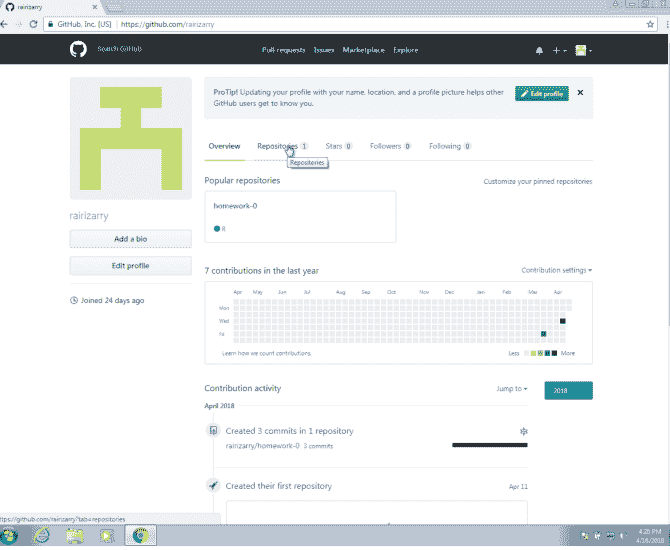 rairizarry
GitHub, Inc. [US] | https://github.com/rairizarry
Search GitHub
Pull requests Issues Marketplace Explore
ProTip! Updating your profile with your name, location, and a profile picture helps other
GitHub users get to know you.
Edit profile
Overview Repositories 1 Stars 0 Followers 0 Following 0
Repositories
Popular repositories
Customize your pinned repositories
homework-0
R
rairizarry
Add a bio
Edit profile
Joined 24 days ago
7 contributions in the last year
Contribution settings
Apr May Jun Jul Aug Sep Oct Nov Dec Jan Feb Mar Apr
Mon
Wed
Fri
Learn how we count contributions.
Less More
Contribution activity
Jump to
2018
April 2018
Created 3 commits in 1 repository
rairizarry/homework-0 3 commits
Created their first repository
Apr 11
ttps://github.com/rairizarry?tab=repositories
4:26 PM
4/16/2018